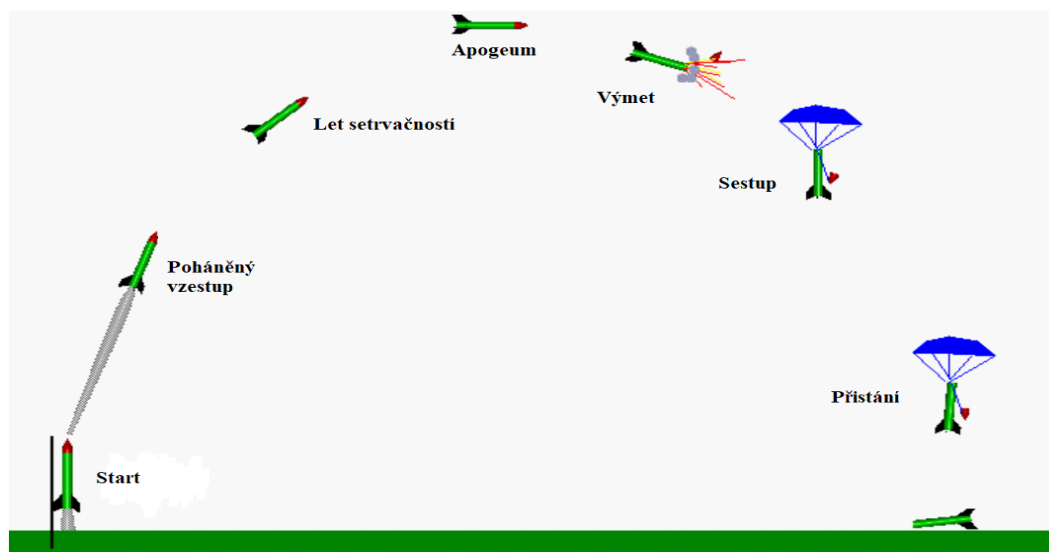 Apogeum
Výmet
Let setrvačností
Sestup
Poháněný
vzestup
Přistání
Start